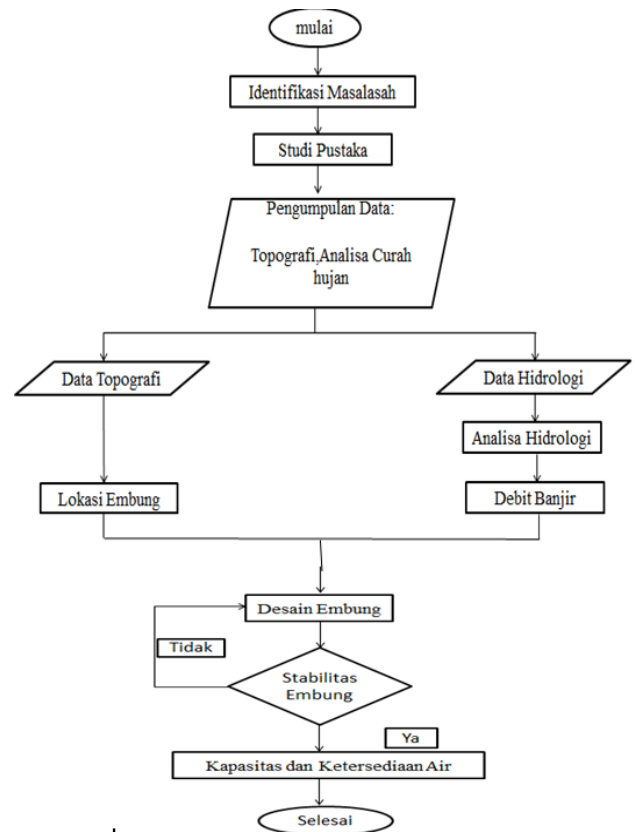 mulai
Identifikasi Masalasah
Studi Pustaka
Pengumpulan Data:
Topografi,Analisa Curah
hujan
Data Topografi
Data Hidrologi
Analisa Hidrologi
Lokasi Embung
Debit Banjir
Desain Embung
Tidak
Stabilitas
Embung
Ya
Kapasitas dan Ketersediaan Air
Selesai